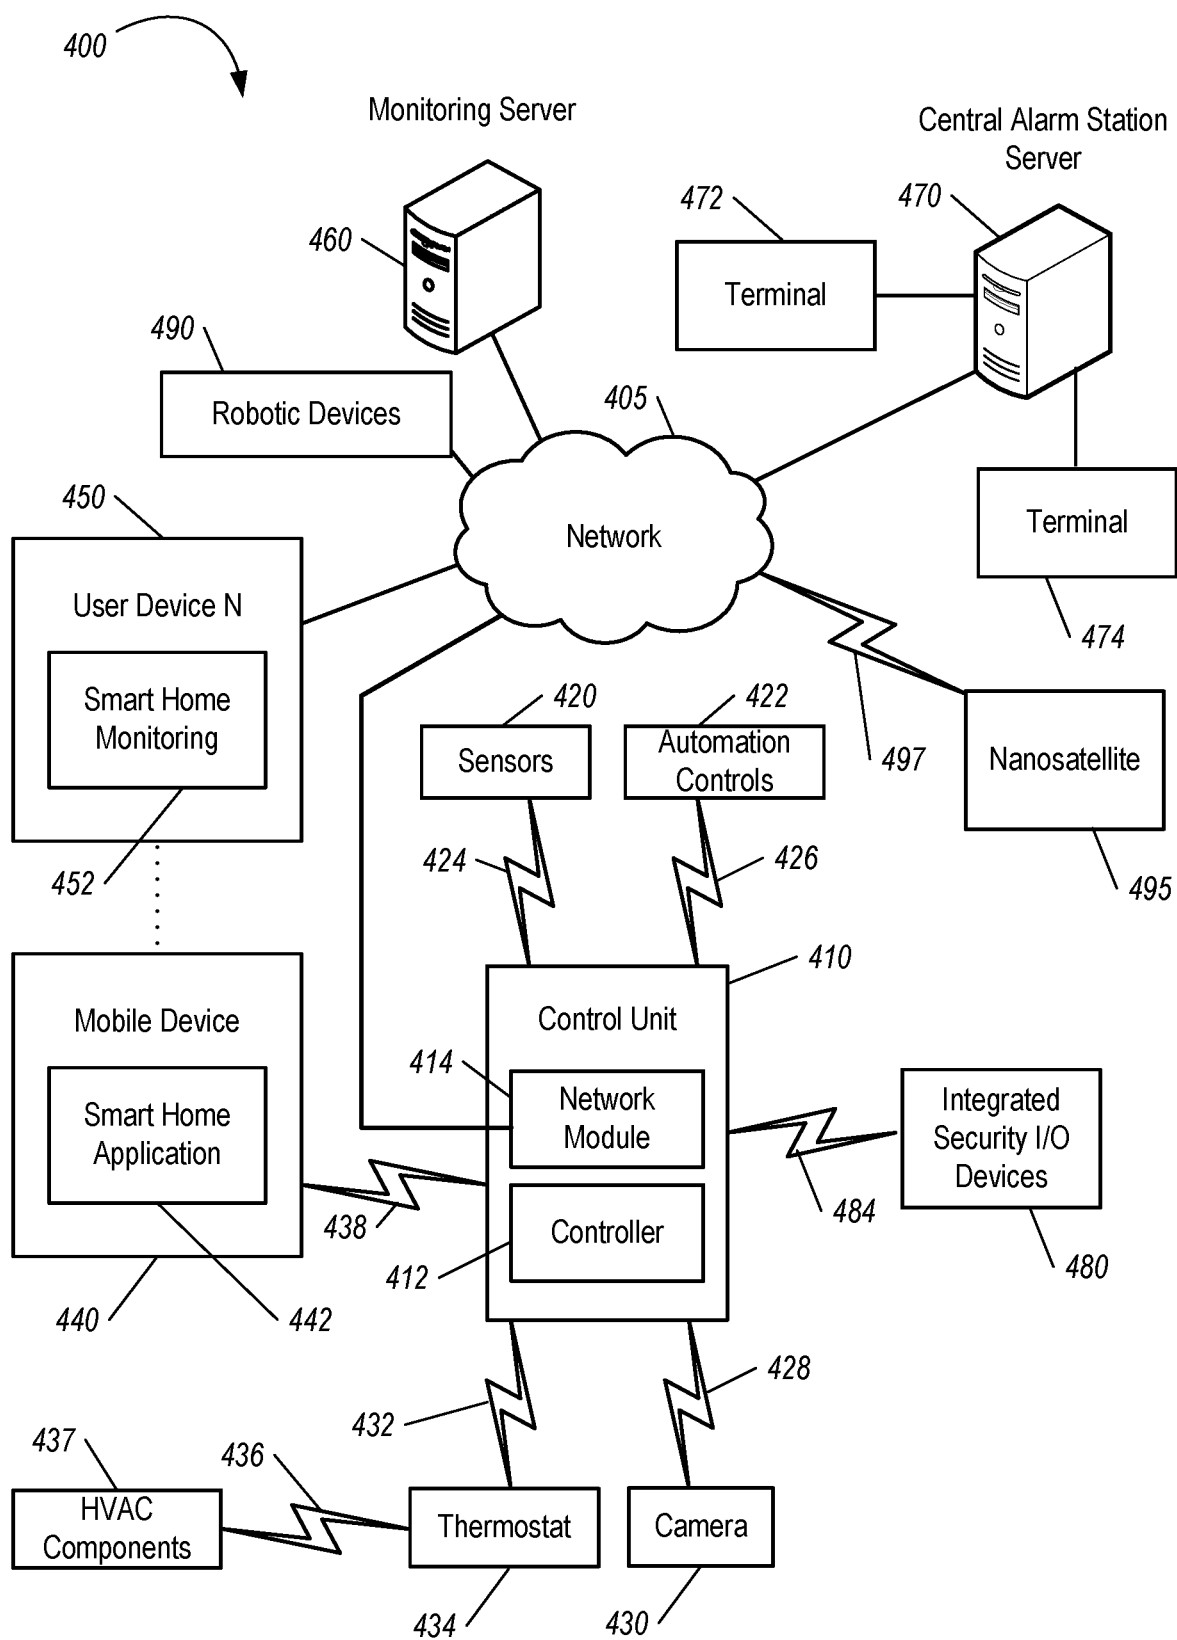 400
Monitoring Server
Central Alarm Station
Server
472
470
460
Terminal
490
Robotic Devices
405
450
Network
Terminal
User Device N
474
Smart Home
Monitoring
420
422
Sensors
Automation
Controls
497
Nanosatellite
452
424
426
495
410
Mobile Device
Control Unit
414
Network
Module
Smart Home
Application
Integrated
Security I/O
Devices
438
484
Controller
412
480
440
442
428
432
437
436
HVAC
Components
Thermostat
Camera
434
430